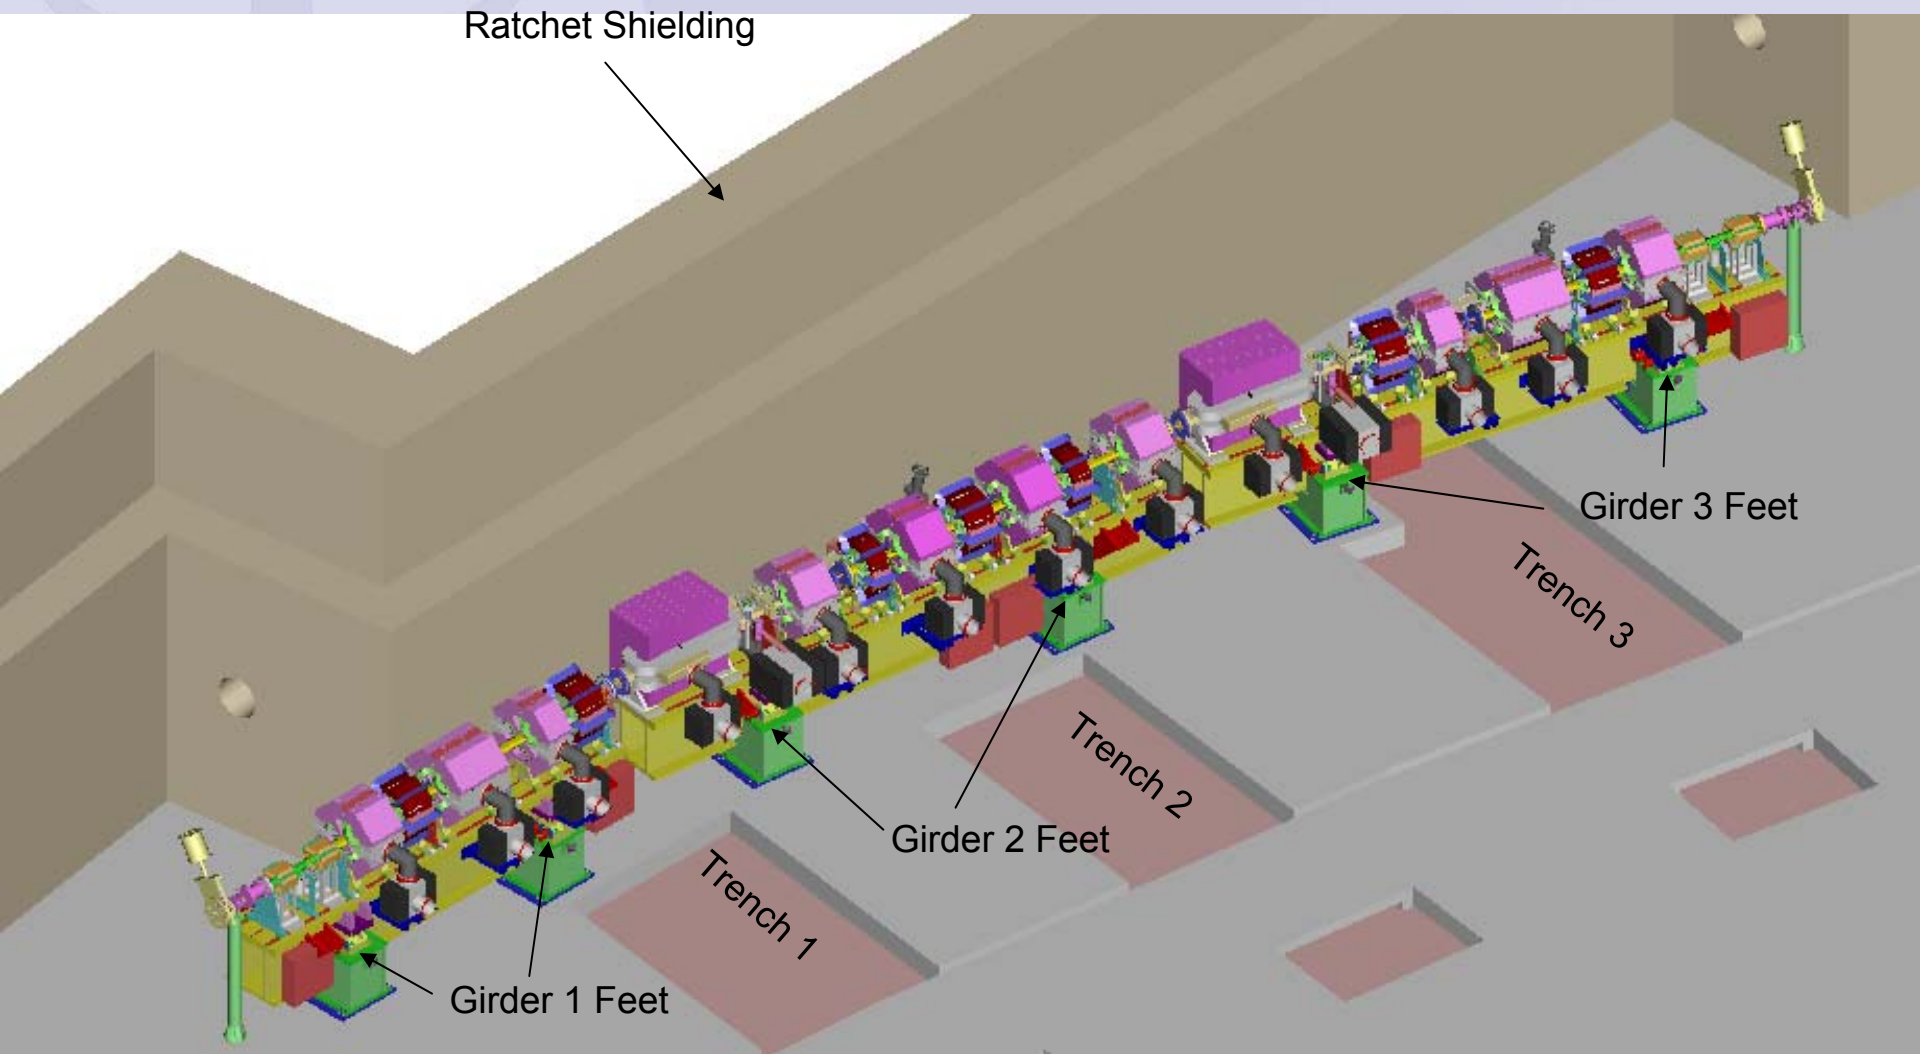 Ratchet Shielding
Girder 3 Feet
Trench 3
Trench 2
Girder 2 Feet
Trench 1
Girder 1 Feet